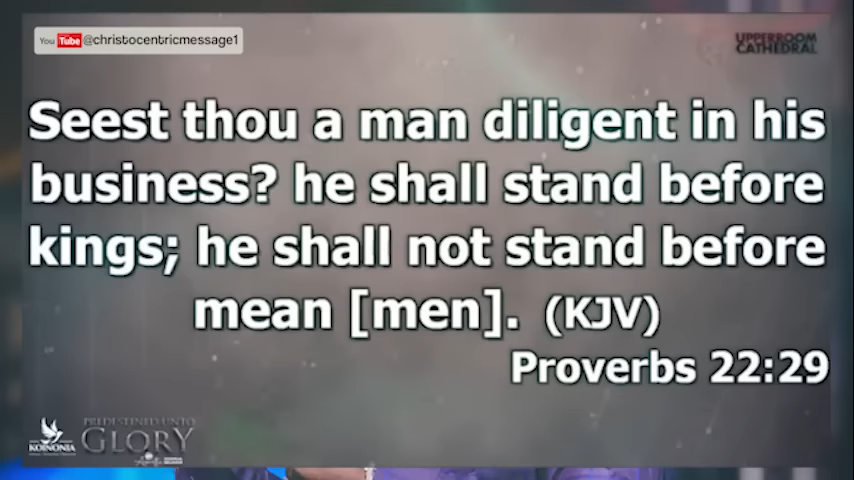 You Tube @christocentricmessage1
UPPERROOM
CATHEDRAL
Seest thou a man diligent in his
business? he shall stand before
kings; he shall not stand before
mean [men]. (KJV)
Proverbs 22:29
KOINONIA
PREDESTINED UNTO
GLORY